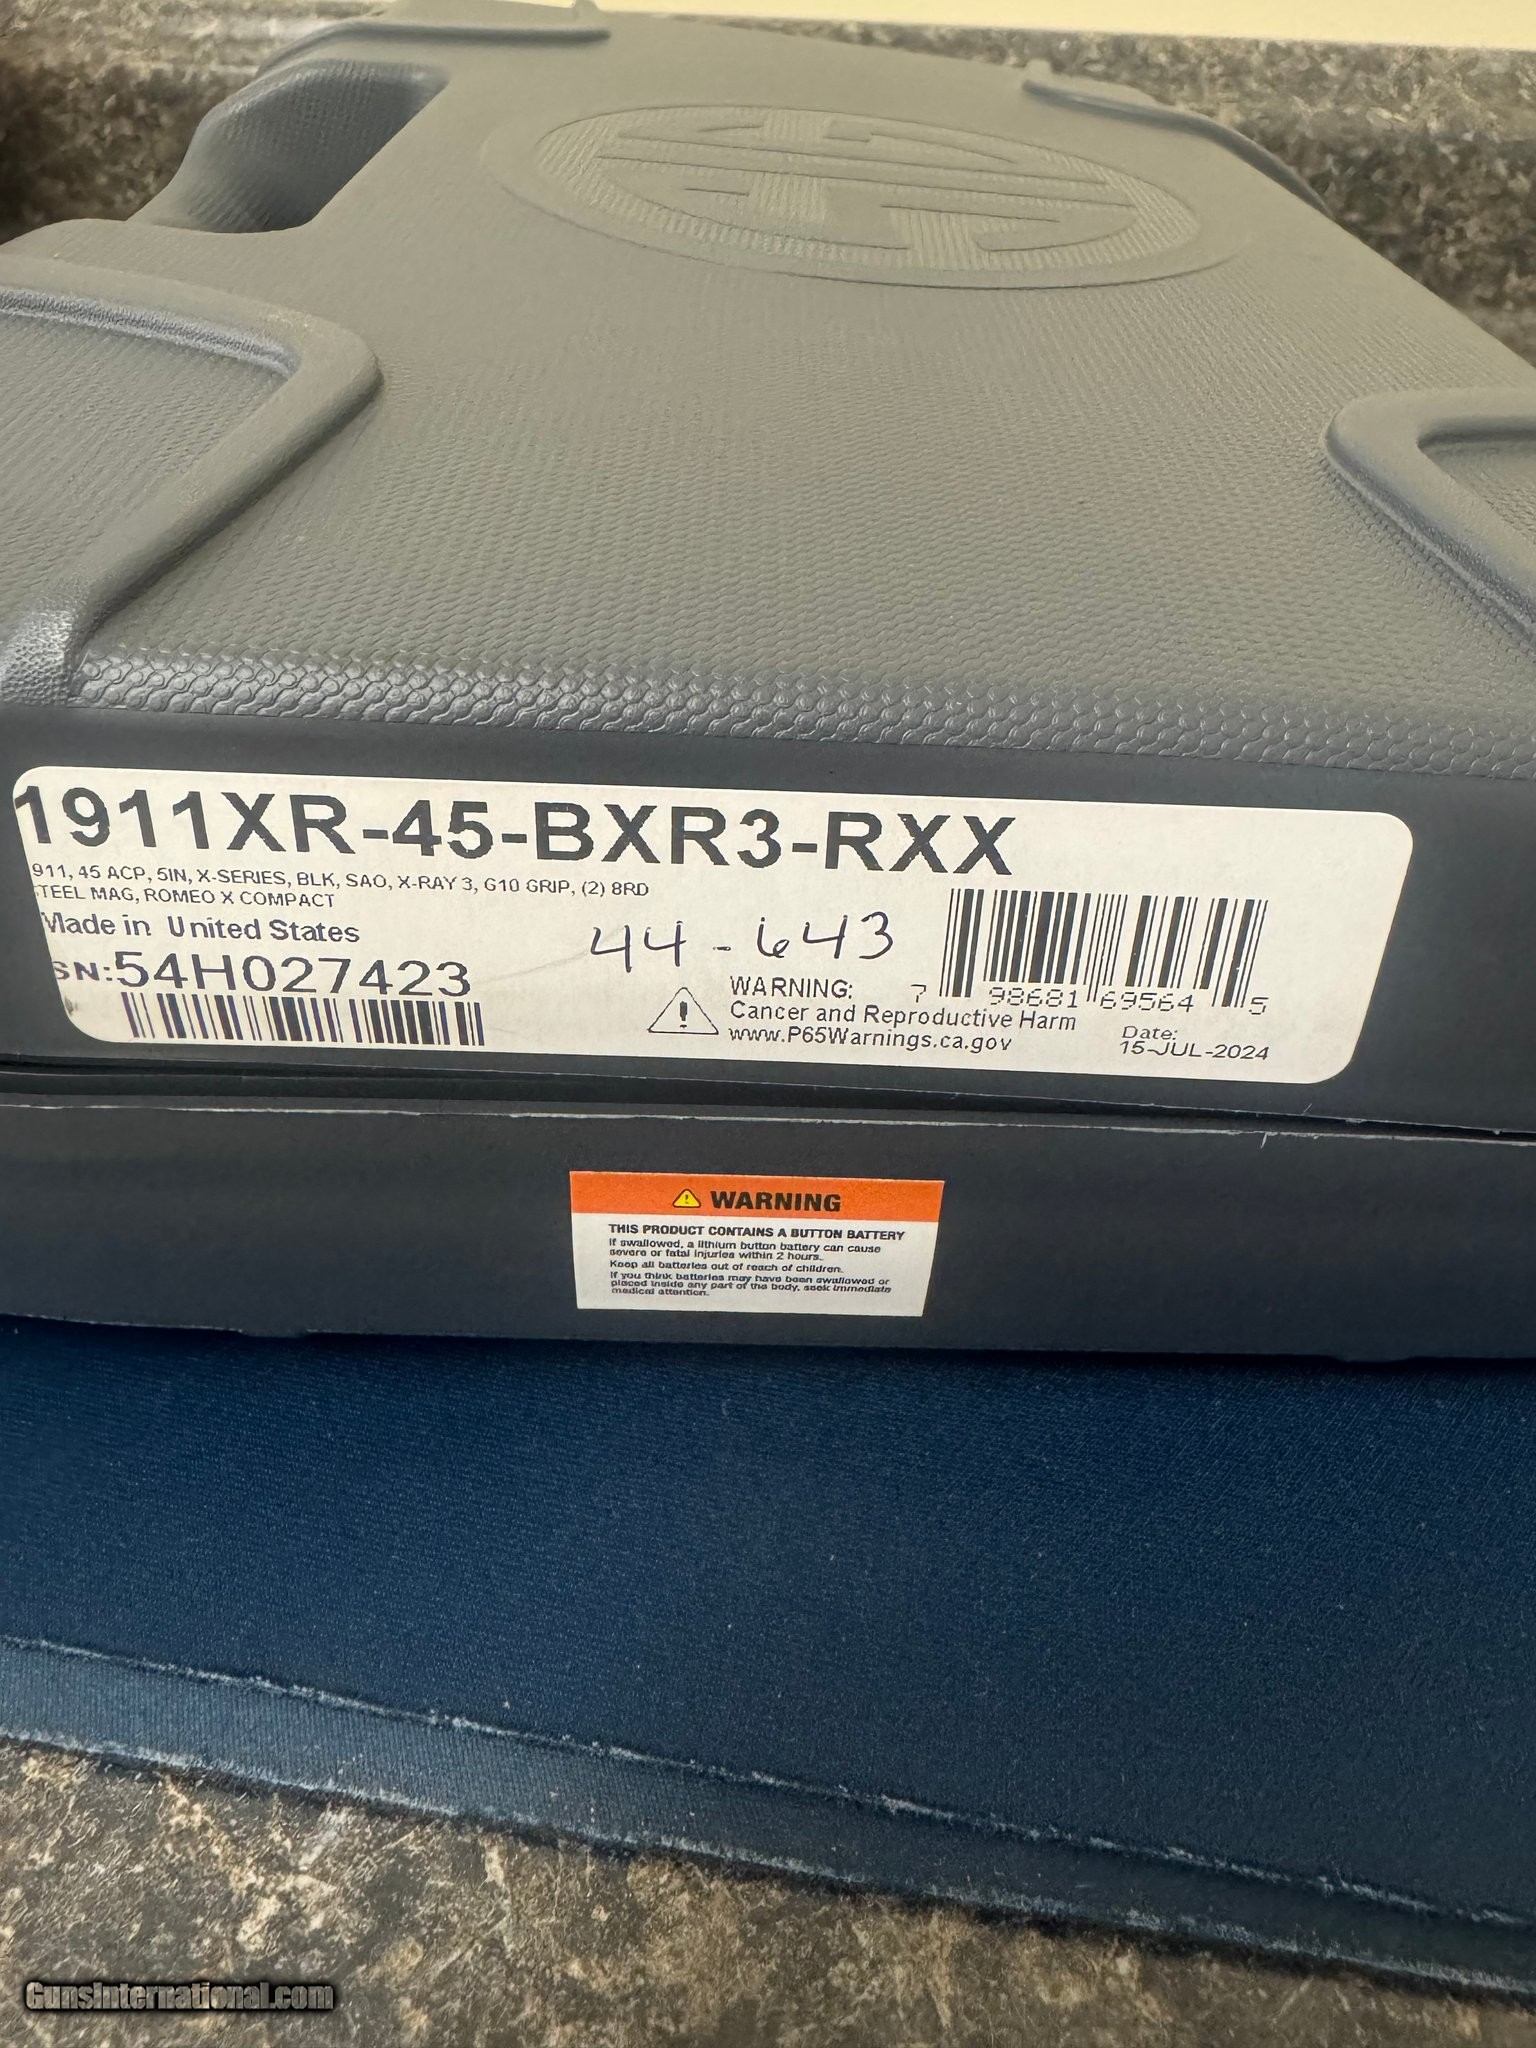 1911XR-45-BXR3-RXX
911, 45 ACP, 5IN, X-SERIES, BLK, SAO, X-RAY 3, G10 GRIP, (2) 8RD
TEEL MAG, ROMEO X COMPACT
Made in United States
SN:54H027423
44-643
WARNING:
Cancer and Reproductive Harm
www.P65Warnings.ca.gov
7 98681 69564 5
Date:
15-JUL-2024
WARNING
THIS PRODUCT CONTAINS A BUTTON BATTERY
If swallowed, a lithium button battery can cause
severe or fatal injuries within 2 hours.
Keep all batteries out of reach of children.
If you think batteries may have been swallowed or
placed inside any part of the body, seek immediate
medical attention.
GunsInternational.com